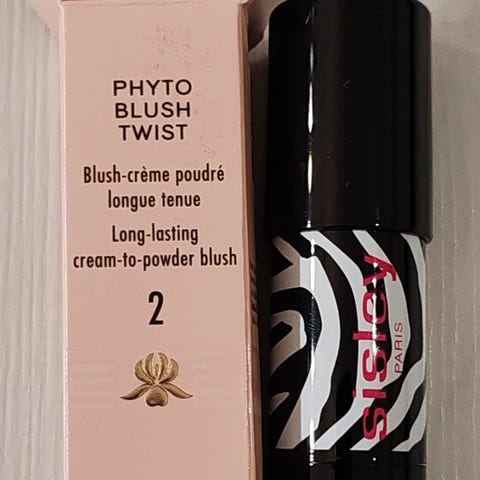 PHYTO
BLUSH
TWIST
Blush-crème poudré
longue tenue
Long-lasting
cream-to-powder blush
2
sisley
PARIS